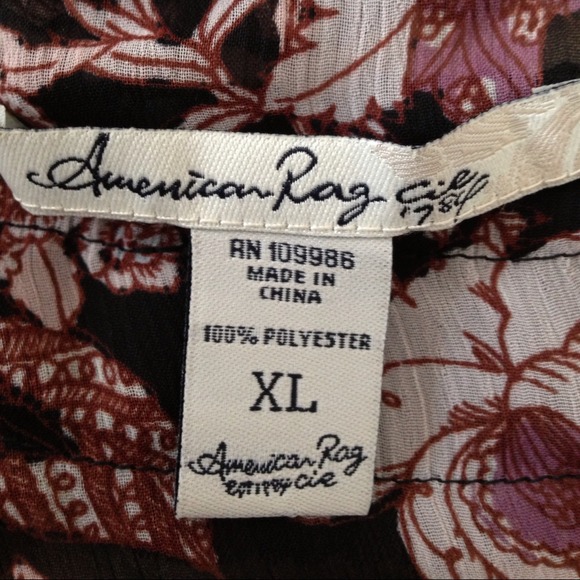 American Rag Cie
RN 109986
MADE IN
CHINA
100% POLYESTER
XL
American Rag
cie